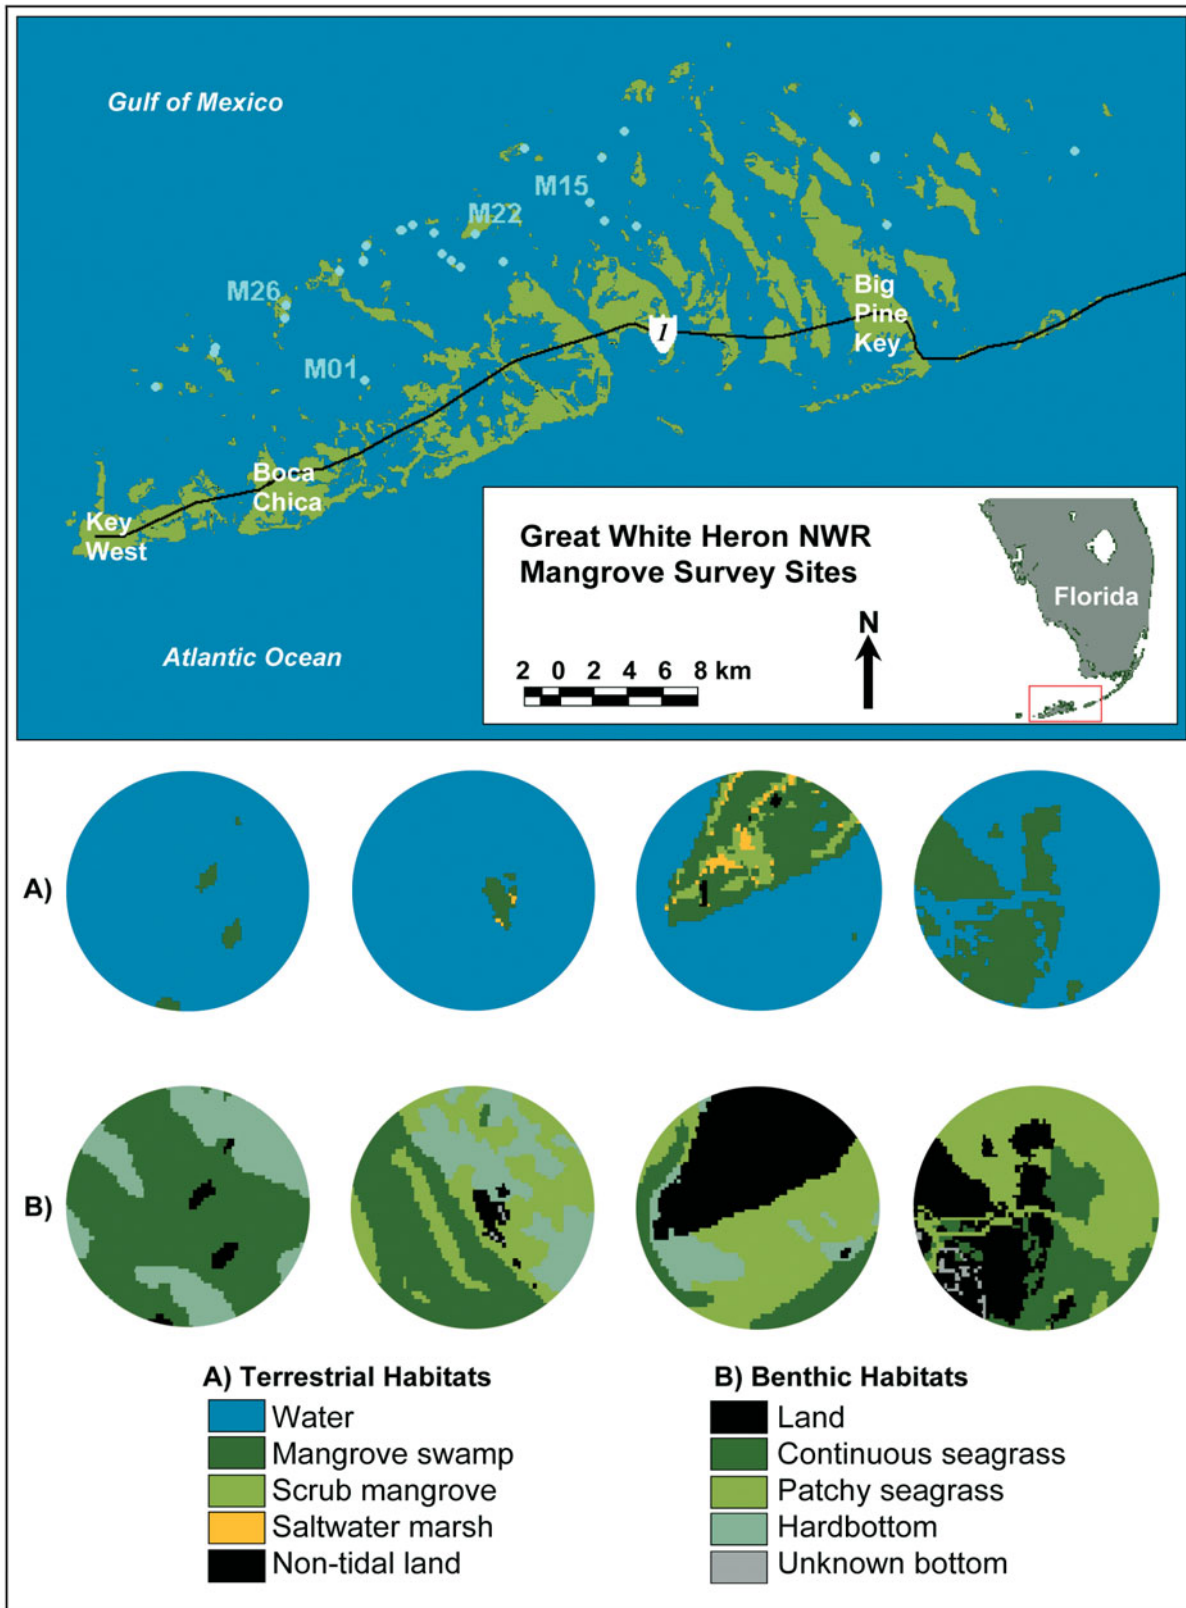 Gulf of Mexico
M15
M22
M26
M01
Big
Pine
Key
1
Boca
Chica
Key
West
Atlantic Ocean
Great White Heron NWR
Mangrove Survey Sites
N
2 0 2 4 6 8 km
Florida
A)
B)
A) Terrestrial Habitats
Water
Mangrove swamp
Scrub mangrove
Saltwater marsh
Non-tidal land
B) Benthic Habitats
Land
Continuous seagrass
Patchy seagrass
Hardbottom
Unknown bottom